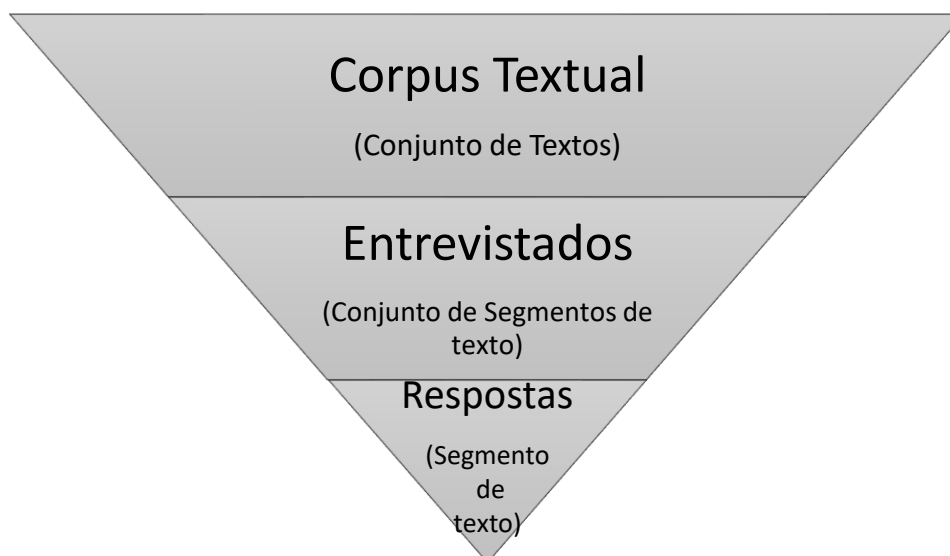 Corpus Textual
(Conjunto de Textos)
Entrevistados
(Conjunto de Segmentos de
texto)
Respostas
(Segmento
de
texto)